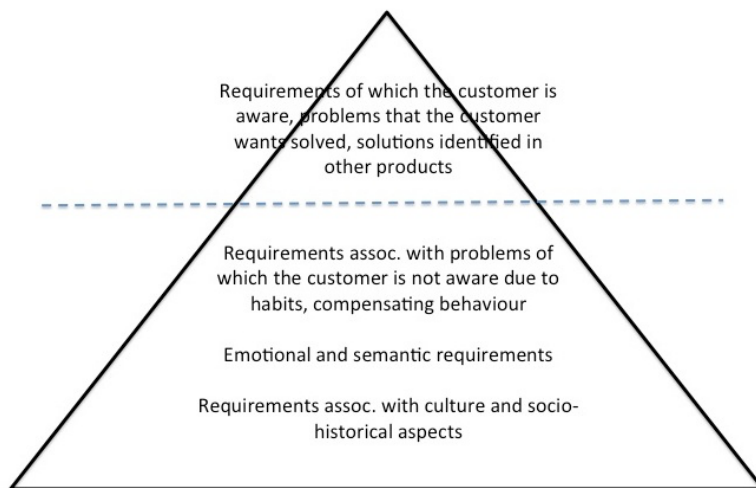 Requirements of which the customer is
aware, problems that the customer
wants solved, solutions identified in
other products
Requirements assoc. with problems of
which the customer is not aware due to
habits, compensating behaviour
Emotional and semantic requirements
Requirements assoc. with culture and socio-
historical aspects